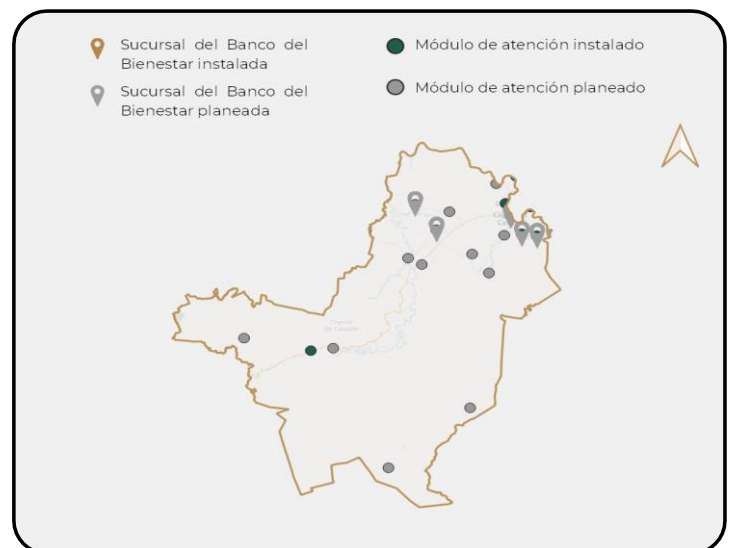 Sucursal del Banco del
Bienestar instalada
Sucursal del Banco del
Bienestar planeada
Módulo de atención instalado
Módulo de atención planeado